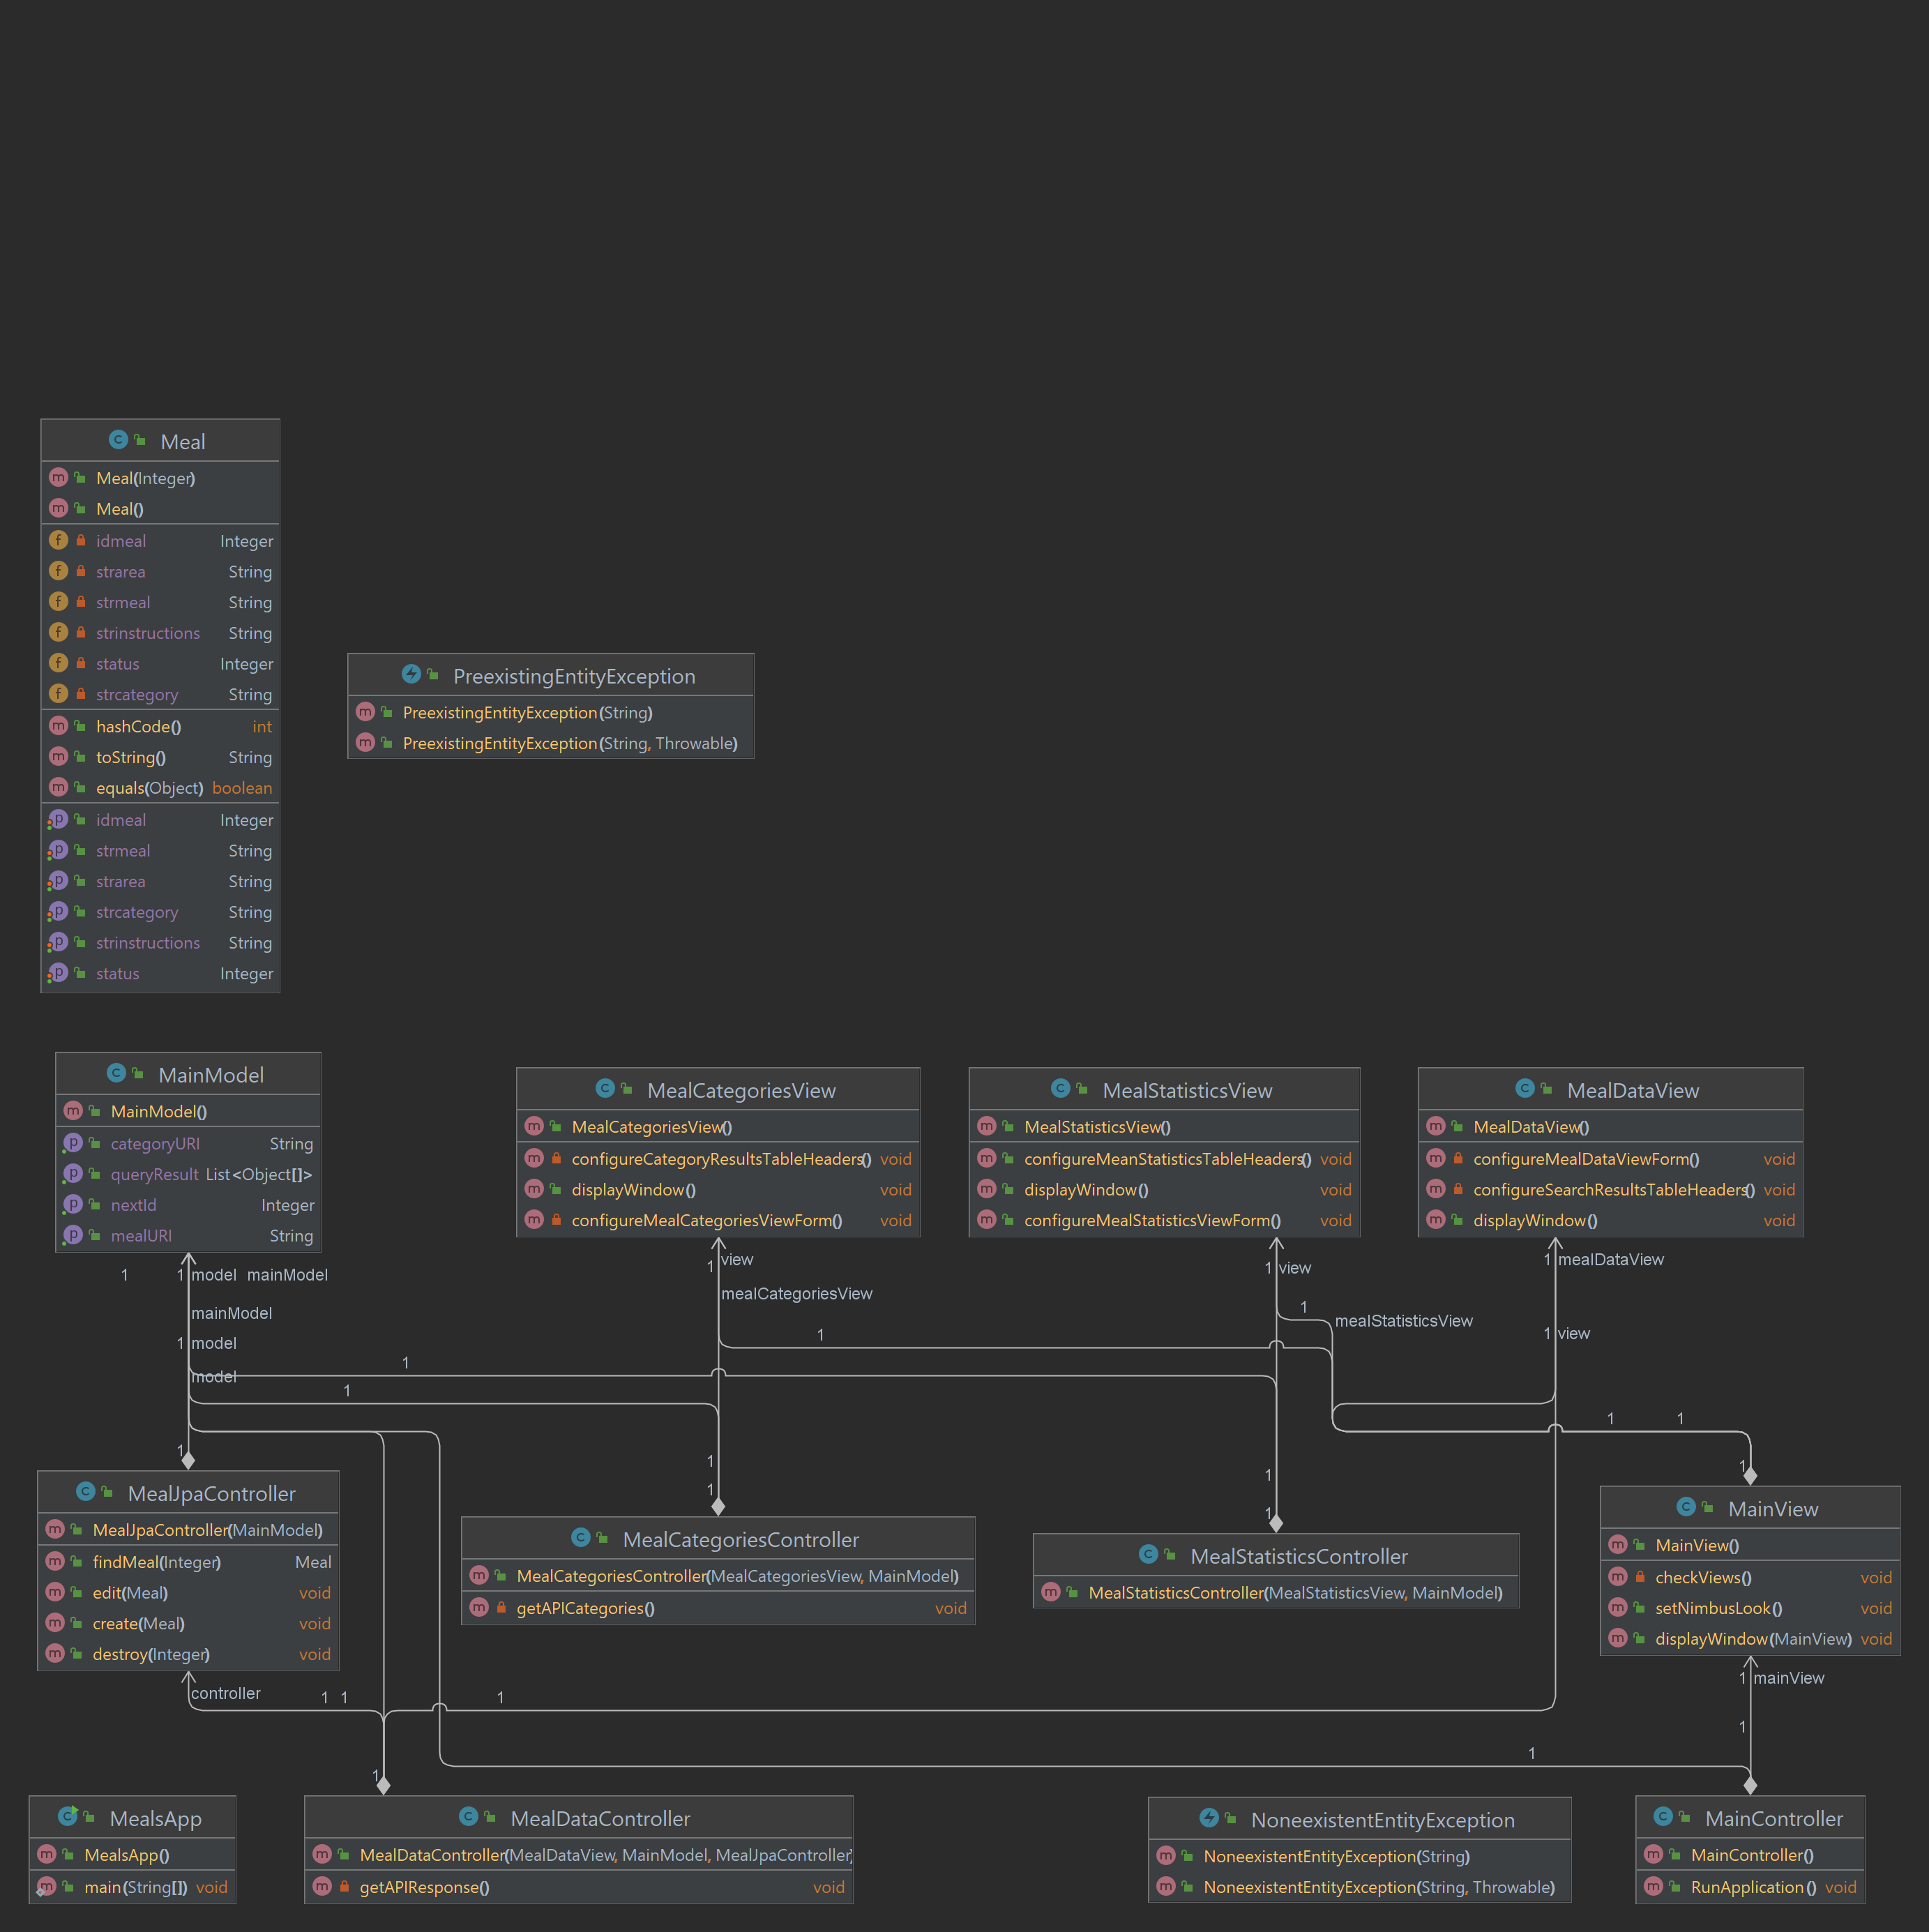 Meal
Meal(Integer)
Meal()
idmeal Integer
strarea String
strmeal String
strinstructions String
status Integer
strcategory String
hashCode() int
toString() String
equals(Object) boolean
idmeal Integer
strmeal String
strarea String
strcategory String
strinstructions String
status Integer
PreexistingEntityException
PreexistingEntityException(String)
PreexistingEntityException(String, Throwable)
MainModel
MainModel()
categoryURI String
queryResult List<Object[]>
nextId Integer
mealURI String
MealCategoriesView
MealCategoriesView()
configureCategoryResultsTableHeaders() void
displayWindow() void
configureMealCategoriesViewForm() void
MealStatisticsView
MealStatisticsView()
configureMeanStatisticsTableHeaders() void
displayWindow() void
configureMealStatisticsViewForm() void
MealDataView
MealDataView()
configureMealDataViewForm() void
configureSearchResultsTableHeaders() void
displayWindow() void
1 1 model mainModel
mainModel
1 model
model
1
1
1
1 view
mealCategoriesView
1
1
1
1 view
1
mealStatisticsView
1
1
1 mealDataView
1 view
1 1
1
MealJpaController
MealJpaController(MainModel)
findMeal(Integer) Meal
edit(Meal) void
create(Meal) void
destroy(Integer) void
MealCategoriesController
MealCategoriesController(MealCategoriesView, MainModel)
getAPICategories() void
MealStatisticsController
MealStatisticsController(MealStatisticsView, MainModel)
MainView
MainView()
checkViews() void
setNimbusLook() void
displayWindow(MainView) void
controller 1 1 1
1 mainView
1
1
1
MealsApp
MealsApp()
main(String[]) void
MealDataController
MealDataController(MealDataView, MainModel, MealJpaController)
getAPIResponse() void
NoneexistentEntityException
NoneexistentEntityException(String)
NoneexistentEntityException(String, Throwable)
MainController
MainController()
RunApplication() void